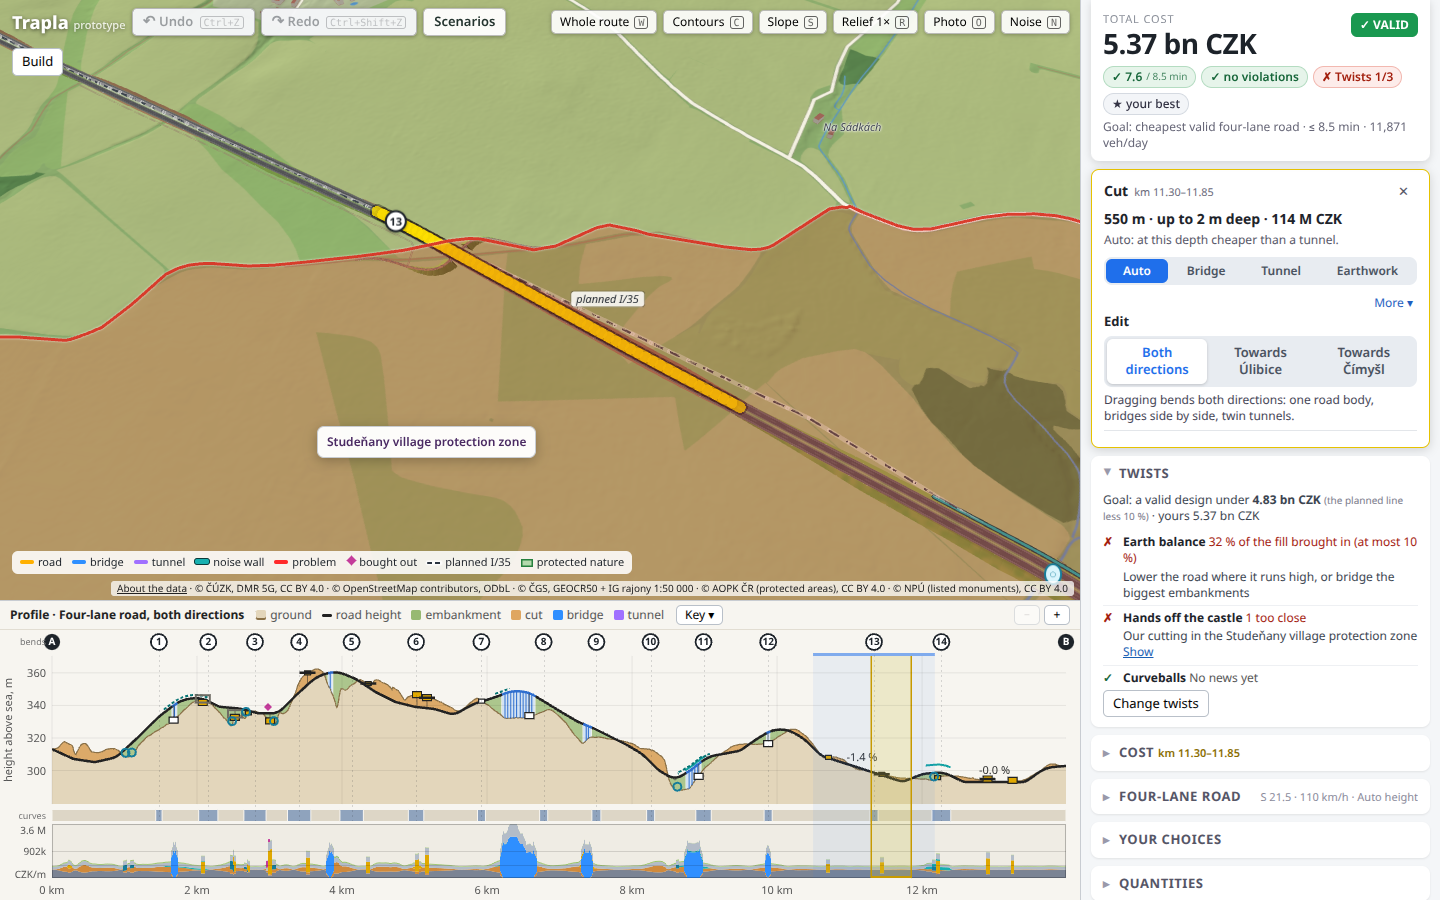 Trapla prototype
↶ Undo Ctrl+Z
↷ Redo Ctrl+Shift+Z
Scenarios
Whole route W
Contours C
Slope S
Relief 1× R
Photo O
Noise N
Build
Na Sadkách
13
planned I/35
Studeňany village protection zone
road bridge tunnel noise wall problem bought out planned I/35 protected nature
About the data · © ČÚZK, DMR 5G, CC BY 4.0 · © OpenStreetMap contributors, ODbL · © ČGS, GEOCR50 + IG rajony 1:50 000 · © AOPK ČR (protected areas), CC BY 4.0 · © NPÚ (listed monuments), CC BY 4.0
Profile · Four-lane road, both directions
ground road height embankment cut bridge tunnel
Key ▾
− +
bends A 1 2 3 4 5 6 7 8 9 10 11 12 13 14 B
height above sea, m
360
340
320
300
-1.4 %
-0.0 %
curves
3.6 M
902k
CZK/m
0 km 2 km 4 km 6 km 8 km 10 km 12 km
TOTAL COST
5.37 bn CZK
✓ VALID
✓ 7.6 / 8.5 min
✓ no violations
✗ Twists 1/3
★ your best
Goal: cheapest valid four-lane road · ≤ 8.5 min · 11,871
veh/day
Cut km 11.30–11.85 ✕
550 m · up to 2 m deep · 114 M CZK
Auto: at this depth cheaper than a tunnel.
Auto Bridge Tunnel Earthwork
More ▾
Edit
Both directions
Towards Úlibice
Towards Čímyšl
Dragging bends both directions: one road body,
bridges side by side, twin tunnels.
▼ TWISTS
Goal: a valid design under 4.83 bn CZK (the planned line
less 10 %) · yours 5.37 bn CZK
✗ Earth balance 32 % of the fill brought in (at most 10
%)
Lower the road where it runs high, or bridge the
biggest embankments
✗ Hands off the castle 1 too close
Our cutting in the Studeňany village protection zone
Show
✓ Curveballs No news yet
Change twists
▶ COST km 11.30–11.85
▶ FOUR-LANE ROAD S 21.5 · 110 km/h · Auto height
▶ YOUR CHOICES
▶ QUANTITIES